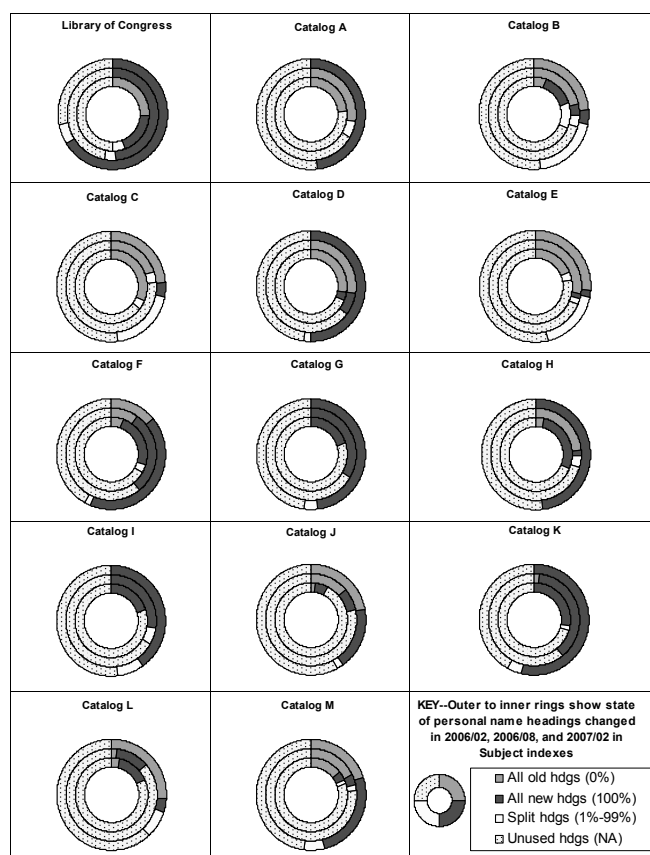 Library of Congress
Catalog A
Catalog B
Catalog C
Catalog D
Catalog E
Catalog F
Catalog G
Catalog H
Catalog I
Catalog J
Catalog K
Catalog L
Catalog M
KEY--Outer to inner rings show state
of personal name headings changed
in 2006/02, 2006/08, and 2007/02 in
Subject indexes
All old hdgs (0%)
All new hdgs (100%)
Split hdgs (1%-99%)
Unused hdgs (NA)